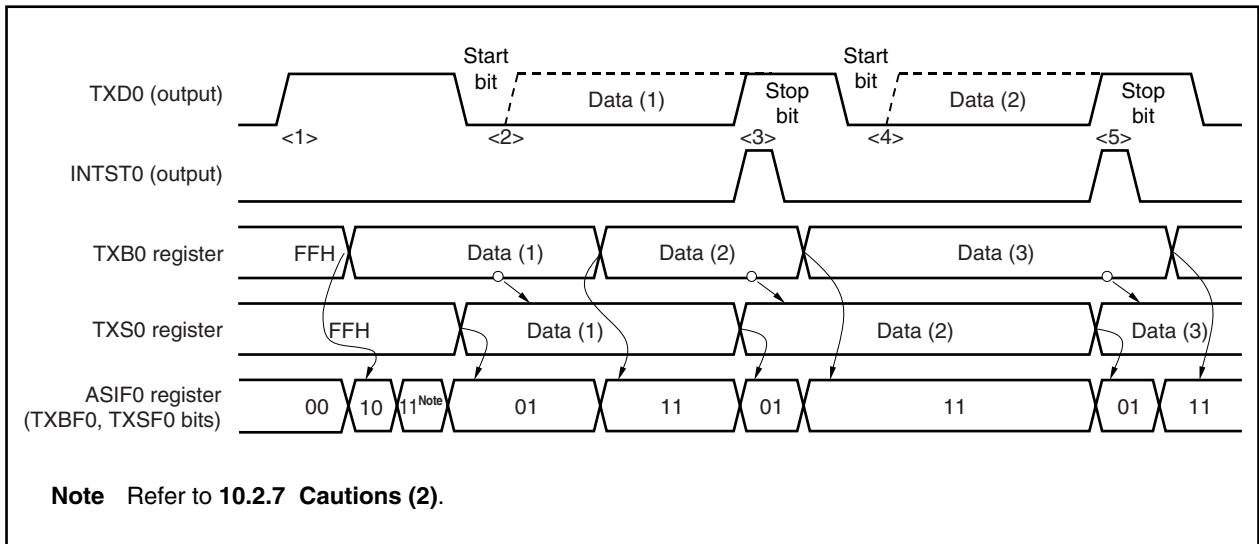 Start bit
Start bit
TXD0 (output)
Data (1)
Stop bit
Data (2)
Stop bit
<1>
<2>
<3>
<4>
<5>
INTST0 (output)
TXB0 register
FFH
Data (1)
Data (2)
Data (3)
TXS0 register
FFH
Data (1)
Data (2)
Data (3)
ASIF0 register
(TXBF0, TXSF0 bits)
00
10
11Note
01
11
01
11
01
11
Note Refer to 10.2.7 Cautions (2).